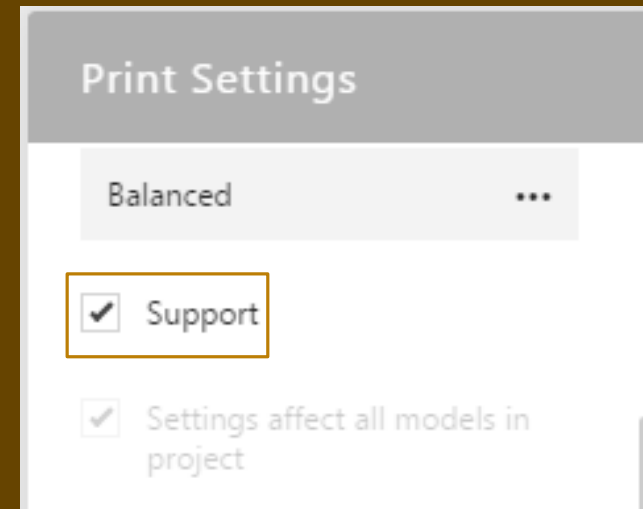 Print Settings
Balanced
Support
Settings affect all models in
project